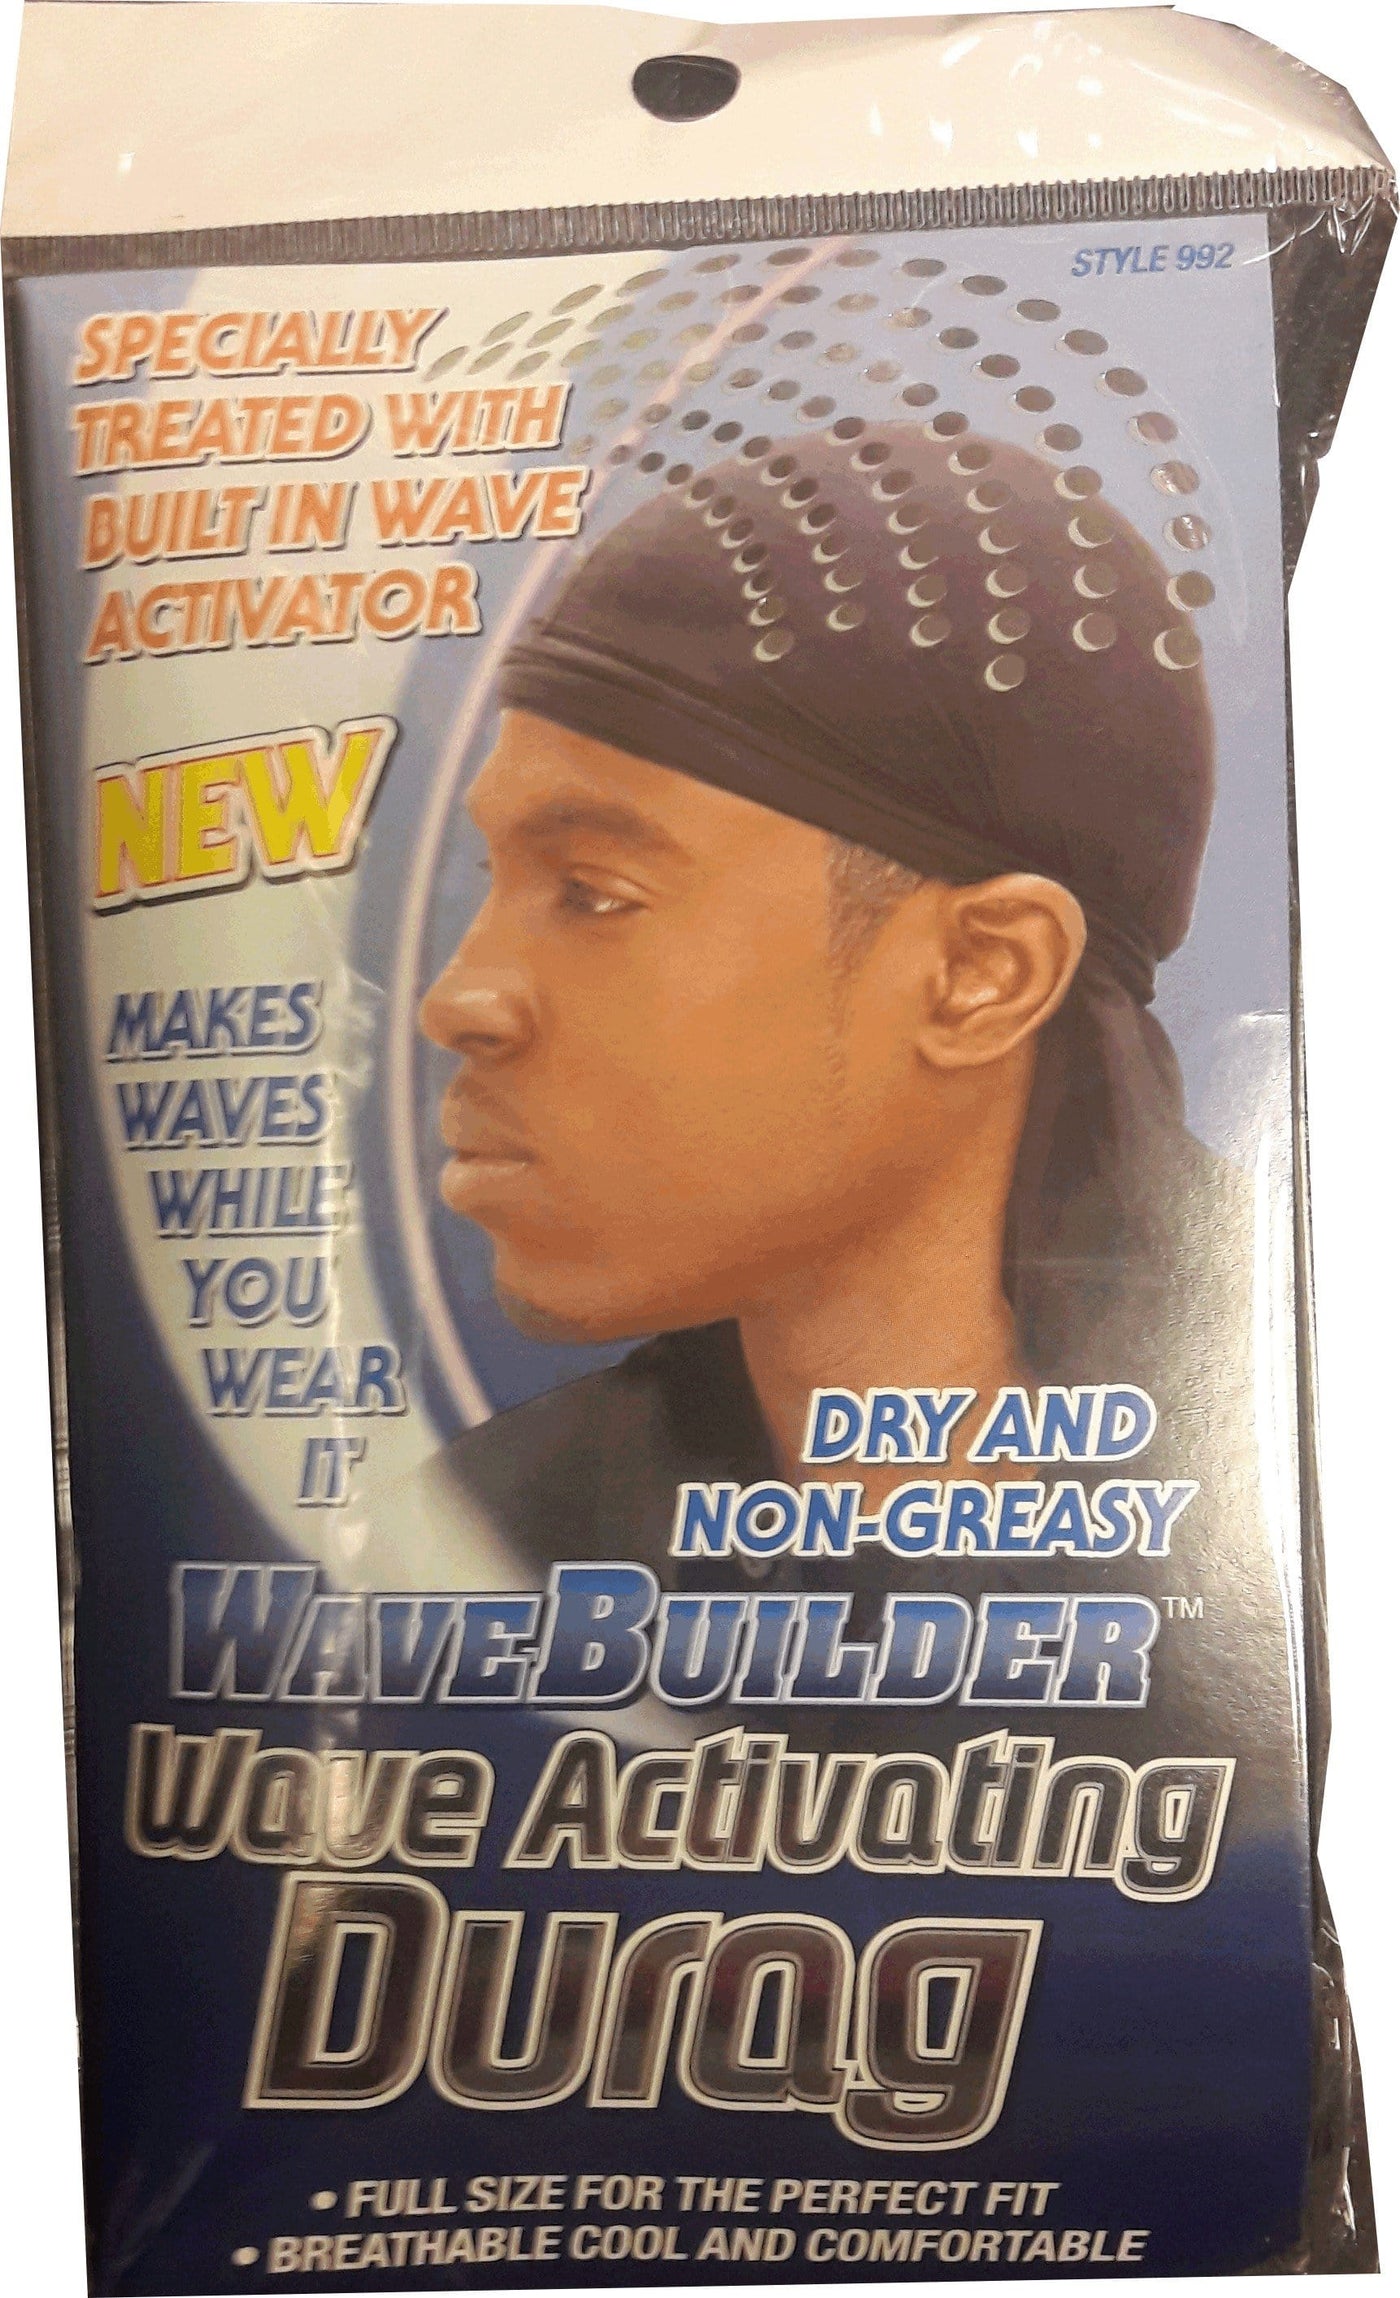 STYLE 992
SPECIALLY
TREATED WITH
BUILT IN WAVE
ACTIVATOR
NEW
MAKES
WAVES
WHILE
YOU
WEAR
IT
DRY AND
NON-GREASY
WAVEBUILDER™
Wave Activating
Durag
• FULL SIZE FOR THE PERFECT FIT
• BREATHABLE COOL AND COMFORTABLE